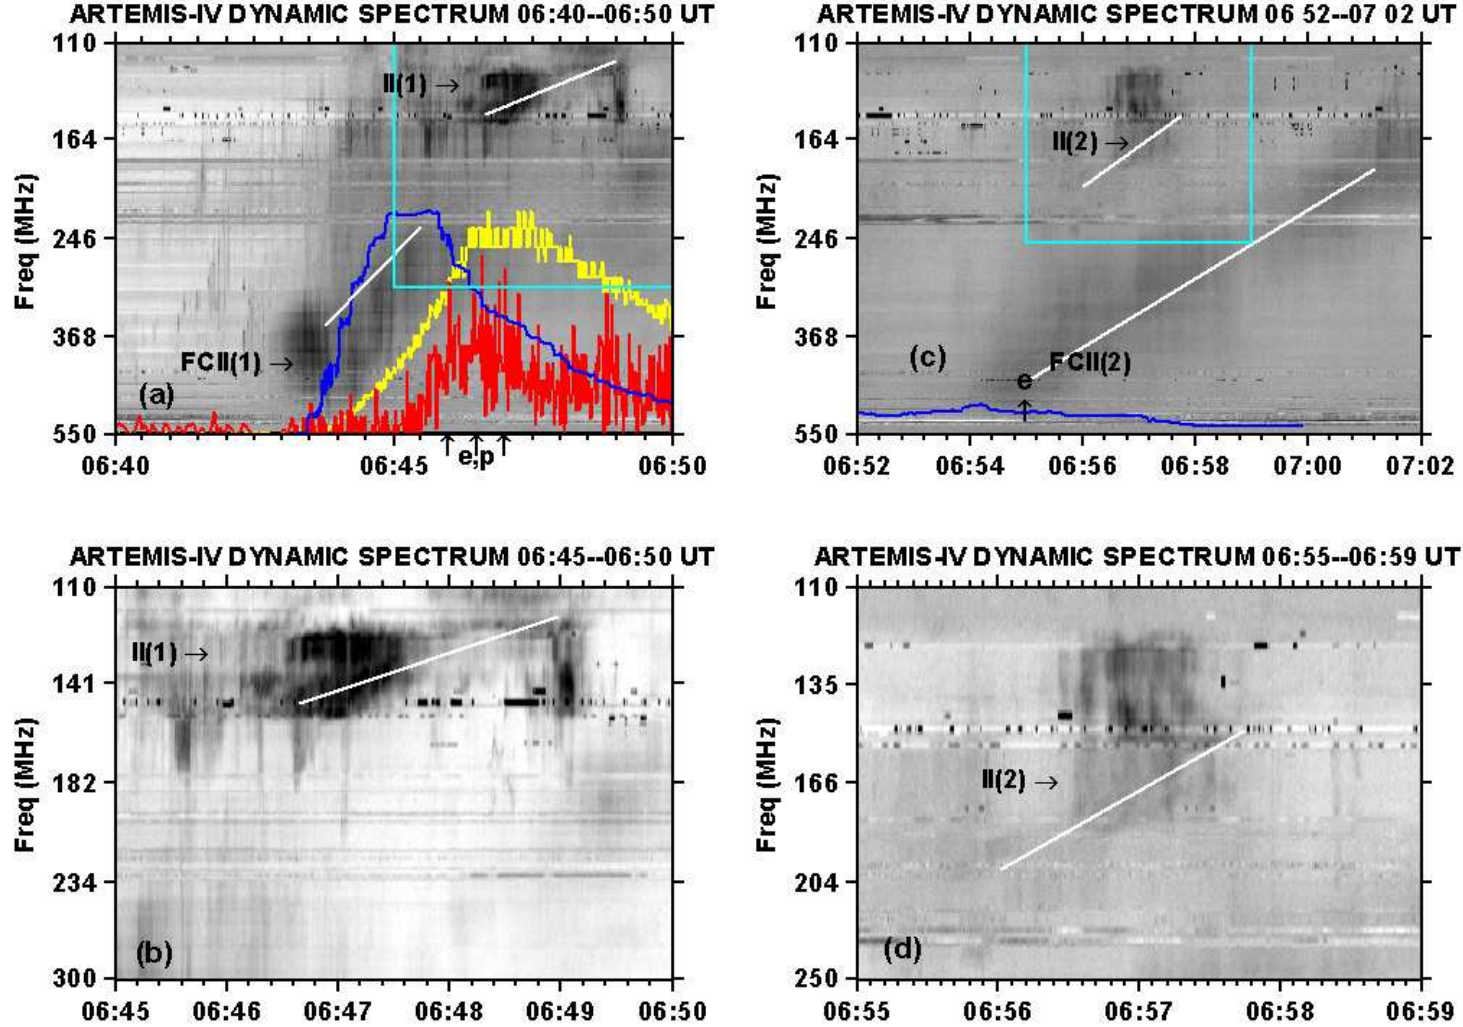 ARTEMIS-IV DYNAMIC SPECTRUM 06:40--06:50 UT
110
164
246
368
550
Freq (MHz)
II(1) →
FCII(1) →
(a)
e,p
06:40 06:45 06:50
ARTEMIS-IV DYNAMIC SPECTRUM 06 52--07 02 UT
110
164
246
368
550
Freq (MHz)
II(2) →
(c)
FCII(2)
e
06:52 06:54 06:56 06:58 07:00 07:02
ARTEMIS-IV DYNAMIC SPECTRUM 06:45--06:50 UT
110
141
182
234
300
Freq (MHz)
II(1) →
(b)
06:45 06:46 06:47 06:48 06:49 06:50
ARTEMIS-IV DYNAMIC SPECTRUM 06:55--06:59 UT
110
135
166
204
250
Freq (MHz)
II(2) →
(d)
06:55 06:56 06:57 06:58 06:59